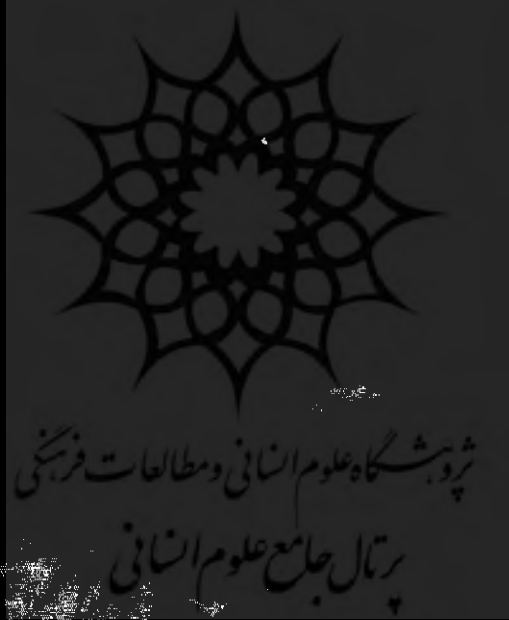 پژوهشگاه علوم انسانی و مطالعات فرهنگی
پرتال جامع علوم انسانی